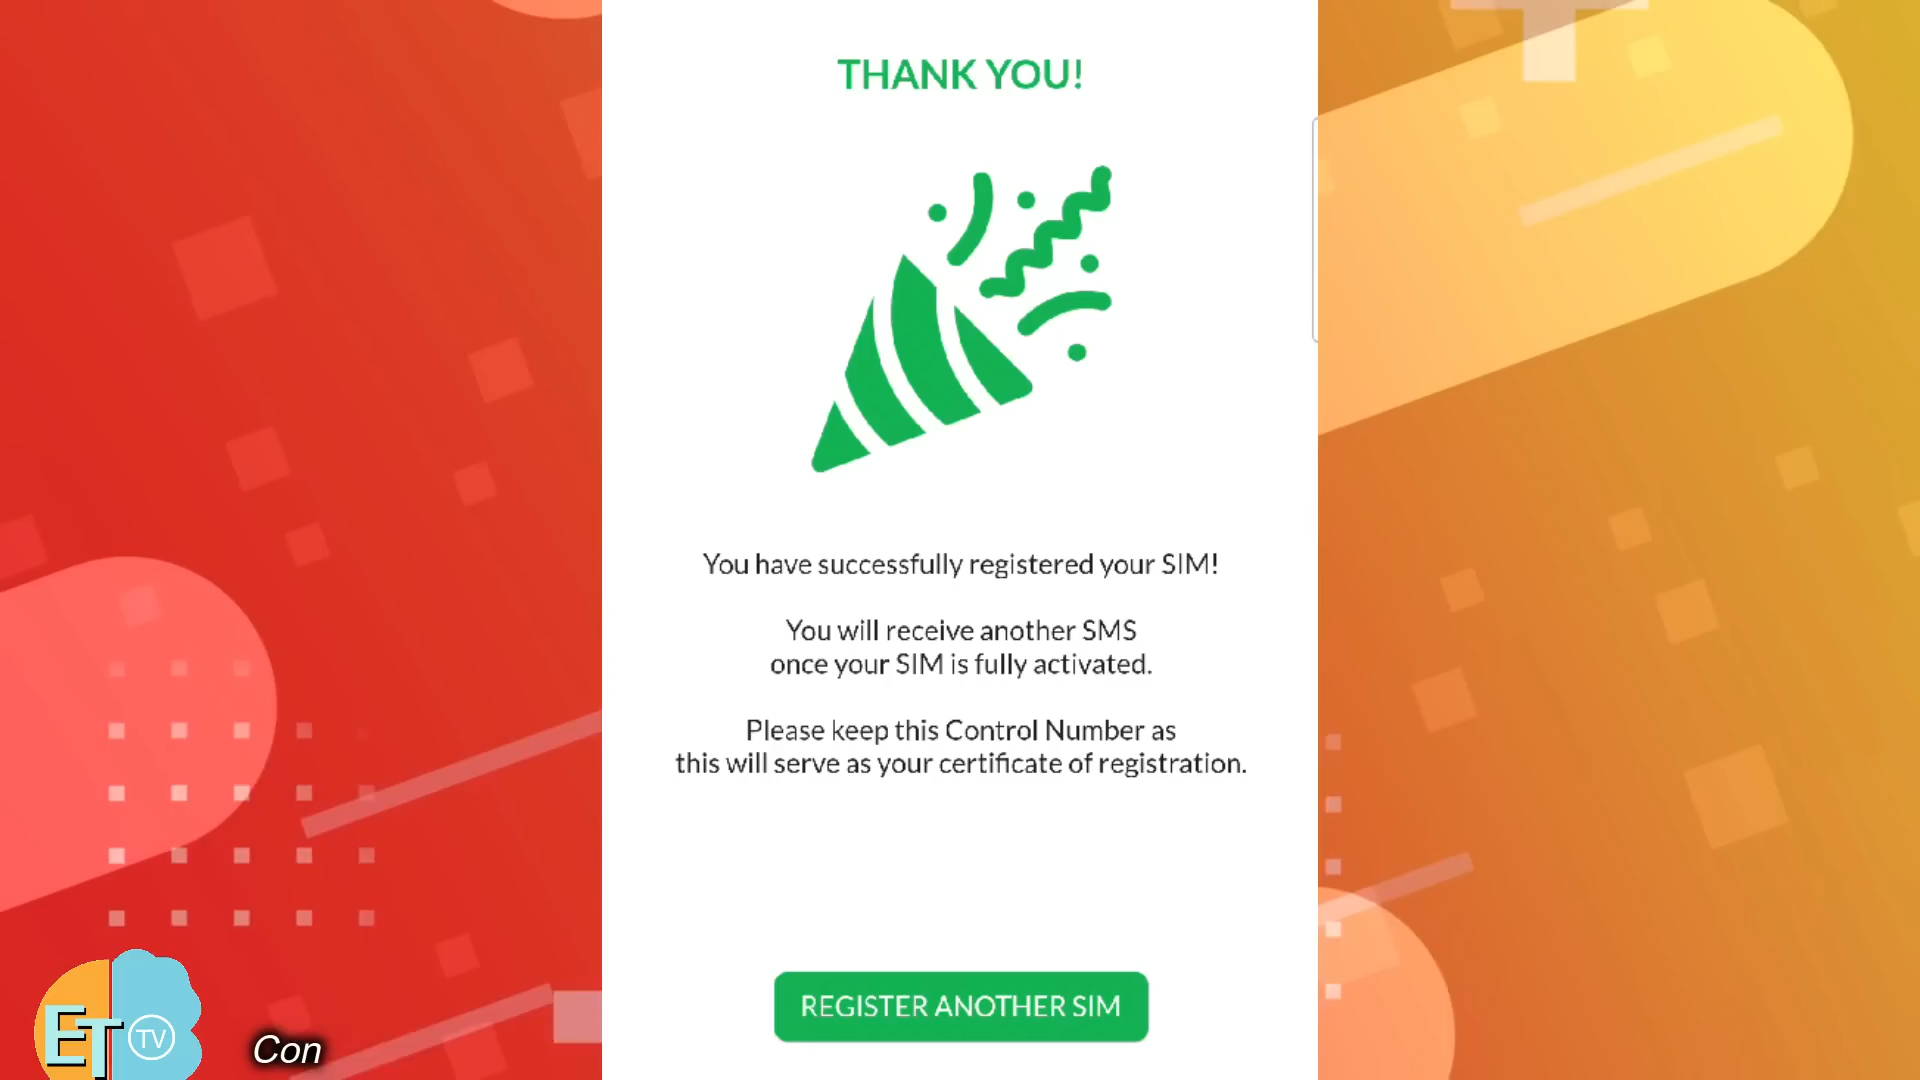 THANK YOU!
You have successfully registered your SIM!
You will receive another SMS
once your SIM is fully activated.
Please keep this Control Number as
this will serve as your certificate of registration.
REGISTER ANOTHER SIM
ET TV
Con